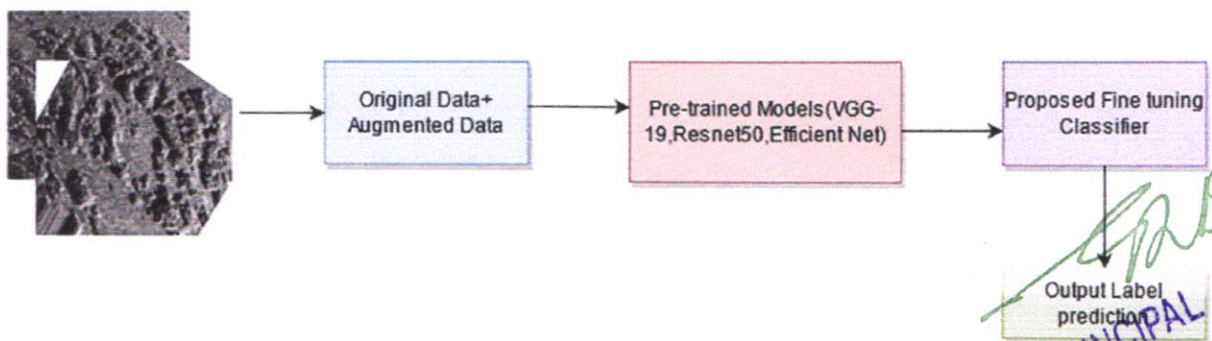 Original Data+
Augmented Data
Pre-trained Models(VGG-
19,Resnet50,Efficient Net)
Proposed Fine tuning
Classifier
Output Label
prediction